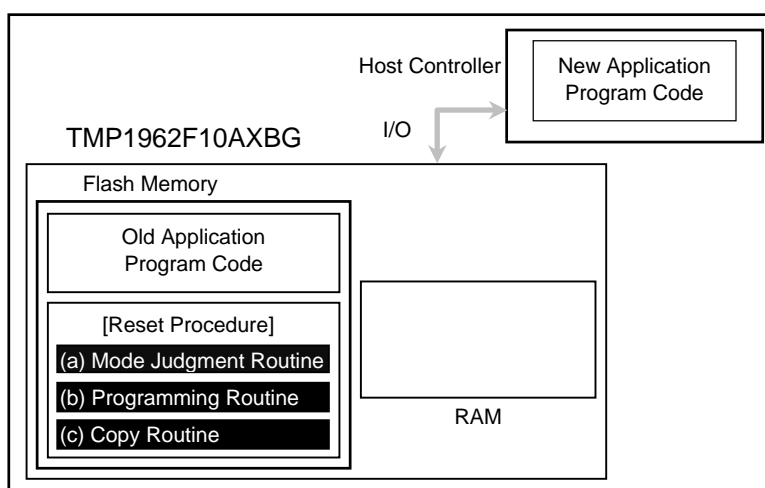 Host Controller
New Application
Program Code
I/O
TMP1962F10AXBG
Flash Memory
Old Application
Program Code
[Reset Procedure]
(a) Mode Judgment Routine
(b) Programming Routine
(c) Copy Routine
RAM